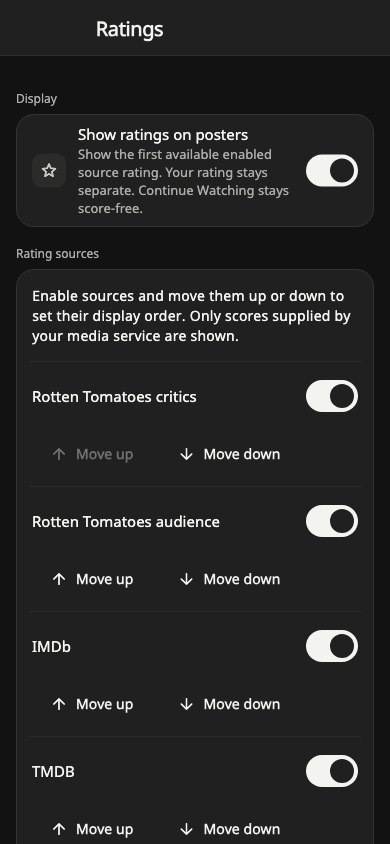 Ratings
Display
Show ratings on posters
Show the first available enabled
source rating. Your rating stays
separate. Continue Watching stays
score-free.
Rating sources
Enable sources and move them up or down to
set their display order. Only scores supplied by
your media service are shown.
Rotten Tomatoes critics
Move up Move down
Rotten Tomatoes audience
Move up Move down
IMDb
Move up Move down
TMDB
Move up Move down